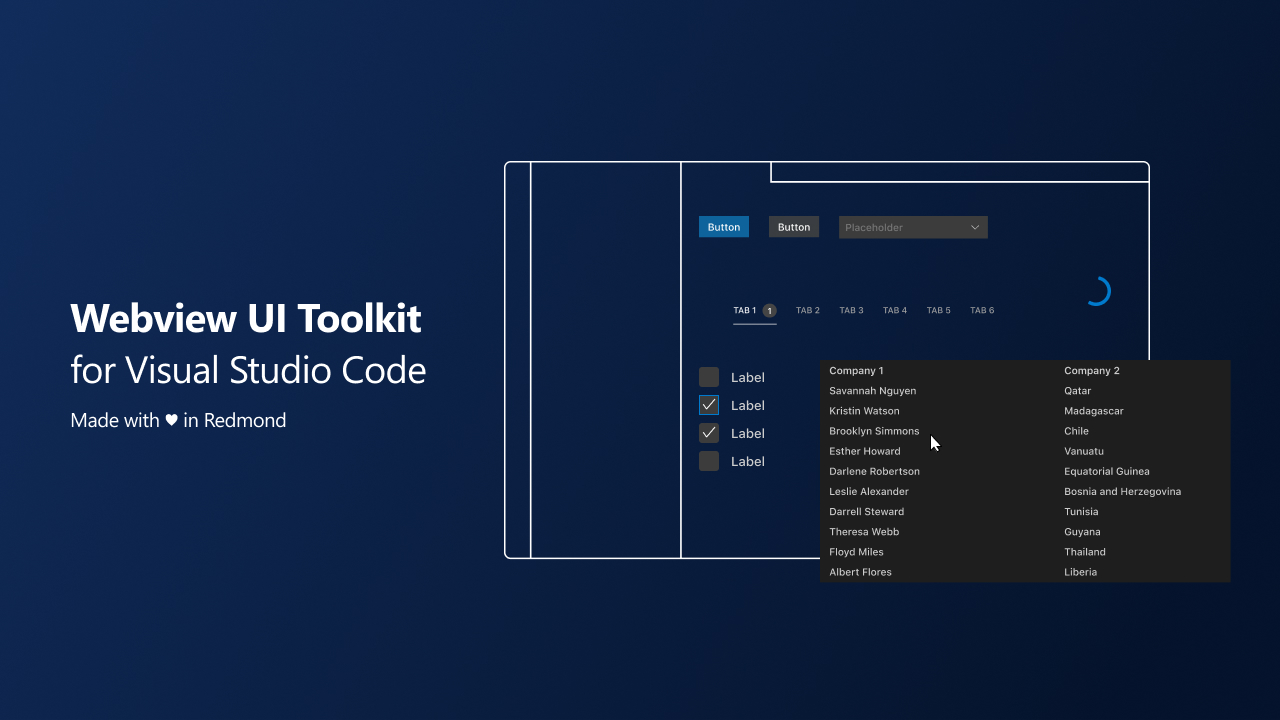 Webview UI Toolkit
for Visual Studio Code
Made with ♥ in Redmond
Button Button Placeholder
TAB 1 1 TAB 2 TAB 3 TAB 4 TAB 5 TAB 6
Label
Label
Label
Label
Company 1 Company 2
Savannah Nguyen Qatar
Kristin Watson Madagascar
Brooklyn Simmons Chile
Esther Howard Vanuatu
Darlene Robertson Equatorial Guinea
Leslie Alexander Bosnia and Herzegovina
Darrell Steward Tunisia
Theresa Webb Guyana
Floyd Miles Thailand
Albert Flores Liberia